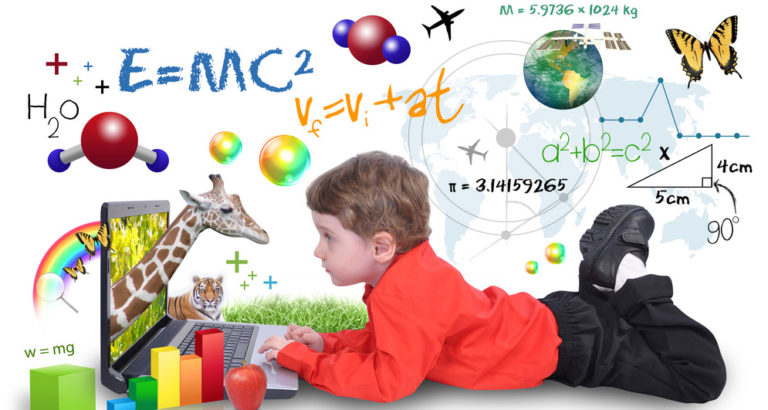 M = 5.9736 x 1024 kg
E=MC²
H₂O
Vf=Vi+at
a²+b²=c²
x
4cm
5cm
90°
π = 3.14159265
w = mg